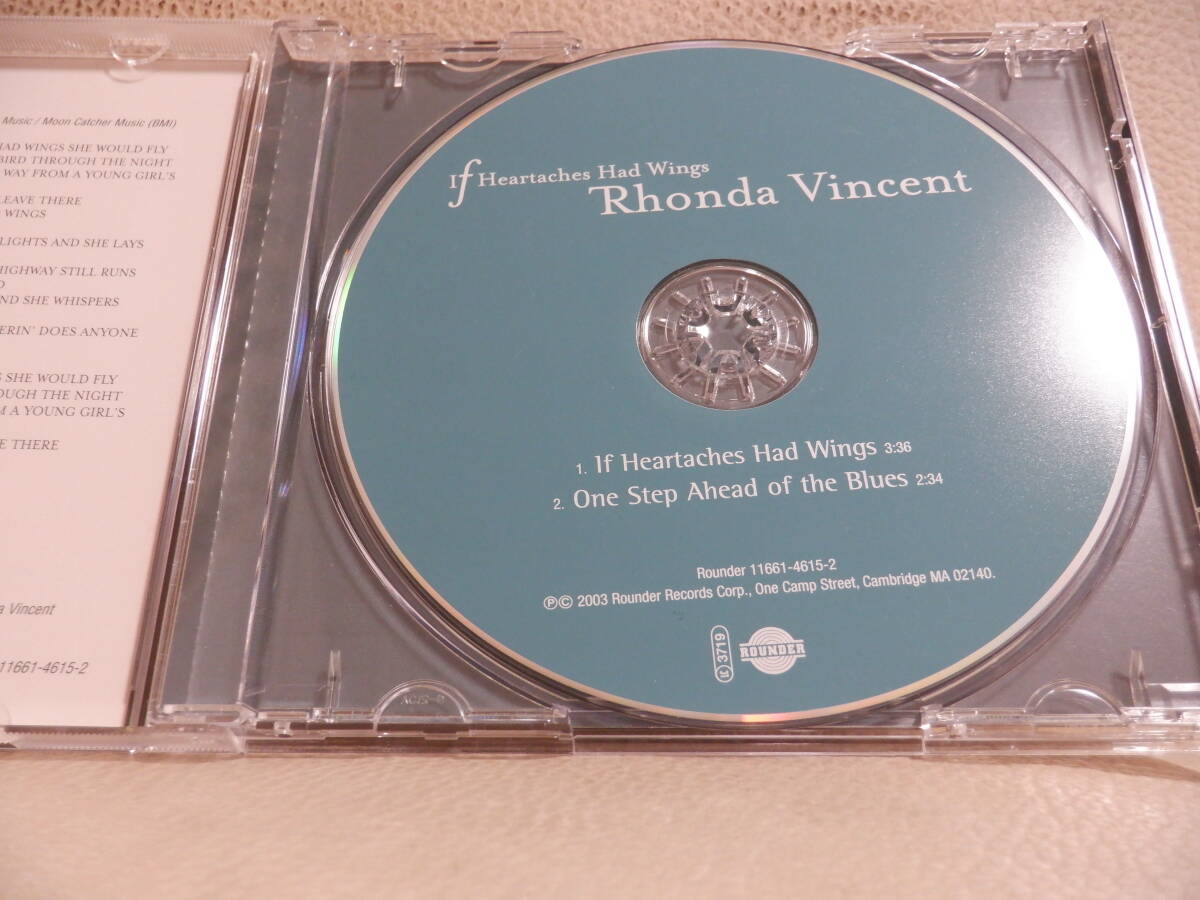 Music / Moon Catcher Music (BMI)
HAD WINGS SHE WOULD FLY
BIRD THROUGH THE NIGHT
WAY FROM A YOUNG GIRL'S
LEAVE THERE
WINGS
LIGHTS AND SHE LAYS
HIGHWAY STILL RUNS
ND SHE WHISPERS
ERIN' DOES ANYONE
S SHE WOULD FLY
OUGH THE NIGHT
M A YOUNG GIRL'S
E THERE
a Vincent
11661-4615-2
If Heartaches Had Wings
Rhonda Vincent
1. If Heartaches Had Wings 3:36
2. One Step Ahead of the Blues 2:34
Rounder 11661-4615-2
℗© 2003 Rounder Records Corp., One Camp Street, Cambridge MA 02140.
LC 3719
ROUNDER